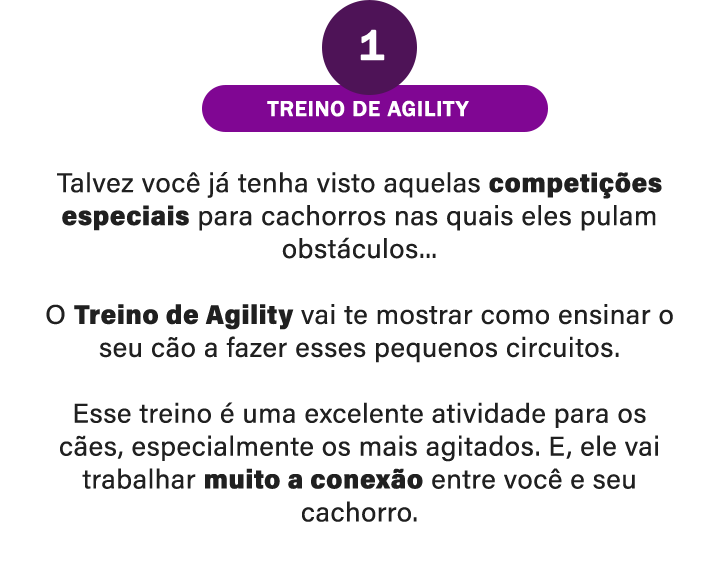 1
TREINO DE AGILITY
Talvez você já tenha visto aquelas competições
especiais para cachorros nas quais eles pulam
obstáculos...
O Treino de Agility vai te mostrar como ensinar o
seu cão a fazer esses pequenos circuitos.
Esse treino é uma excelente atividade para os
cães, especialmente os mais agitados. E, ele vai
trabalhar muito a conexão entre você e seu
cachorro.